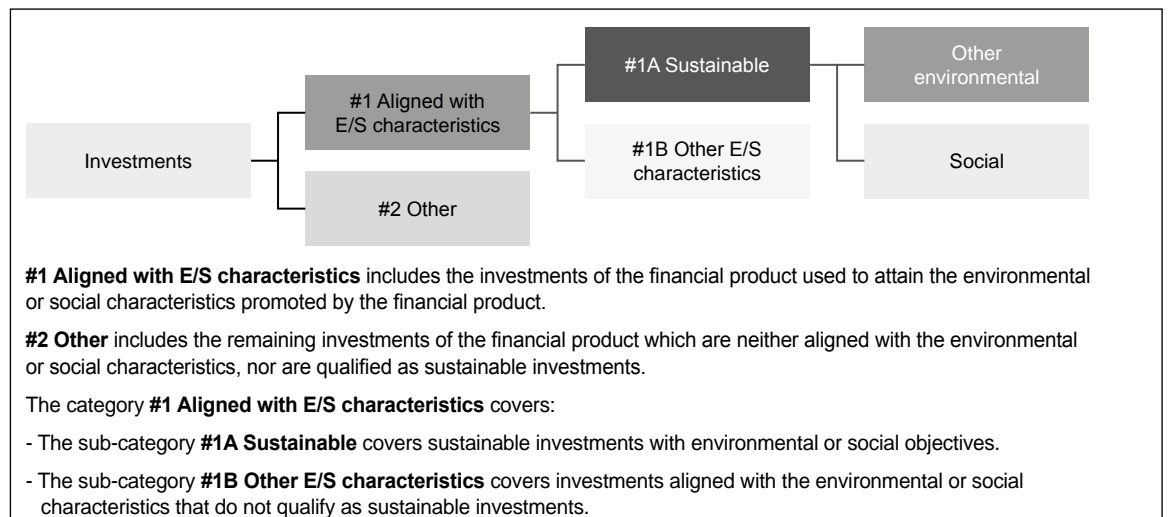 Investments
#1 Aligned with
E/S characteristics
#2 Other
#1A Sustainable
#1B Other E/S
characteristics
Other
environmental
Social
#1 Aligned with E/S characteristics includes the investments of the financial product used to attain the environmental
or social characteristics promoted by the financial product.
#2 Other includes the remaining investments of the financial product which are neither aligned with the environmental
or social characteristics, nor are qualified as sustainable investments.
The category #1 Aligned with E/S characteristics covers:
- The sub-category #1A Sustainable covers sustainable investments with environmental or social objectives.
- The sub-category #1B Other E/S characteristics covers investments aligned with the environmental or social
characteristics that do not qualify as sustainable investments.